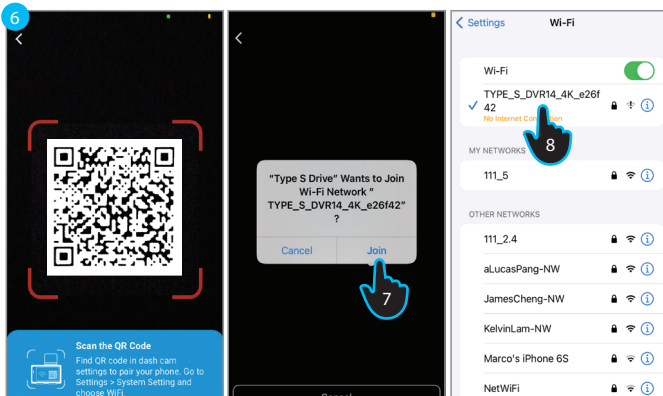 6
Scan the QR Code
Find QR code in dash cam
settings to pair your phone. Go to
Settings > System Setting and
choose WiFi.
"Type S Drive" Wants to Join
Wi-Fi Network "
TYPE_S_DVR14_4K_e26f42"
?
Cancel
Join
7
Cancel
Settings
Wi-Fi
Wi-Fi
TYPE_S_DVR14_4K_e26f
42
No Internet
8
MY NETWORKS
111_5
OTHER NETWORKS
111_2.4
aLucasPang-NW
JamesCheng-NW
KelvinLam-NW
Marco's iPhone 6S
NetWiFi